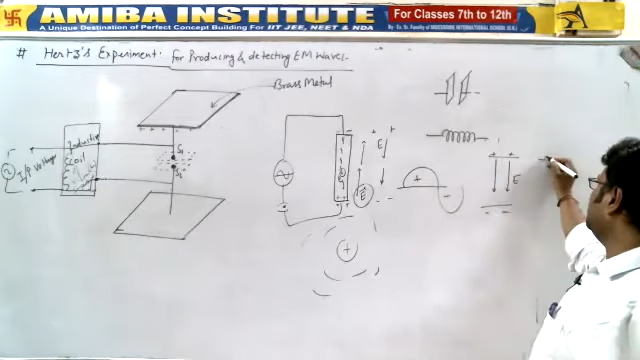 AMIBA INSTITUTE
A Unique Destination of Perfect Concept Building For IIT JEE, NEET & NDA
For Classes 7th to 12th
# Hertz's Experiment: for Producing & detecting EM Waves.
Brass Metal
I/P Voltage
Induction
coil
S1
S2
E
E
E